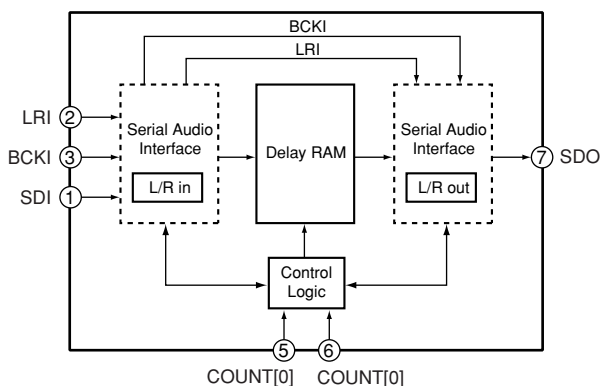 BCKI
LRI
LRI 2
BCKI 3
SDI 1
Serial Audio
Interface
L/R in
Delay RAM
Serial Audio
Interface
L/R out
7 SDO
Control
Logic
5 6
COUNT[0] COUNT[0]